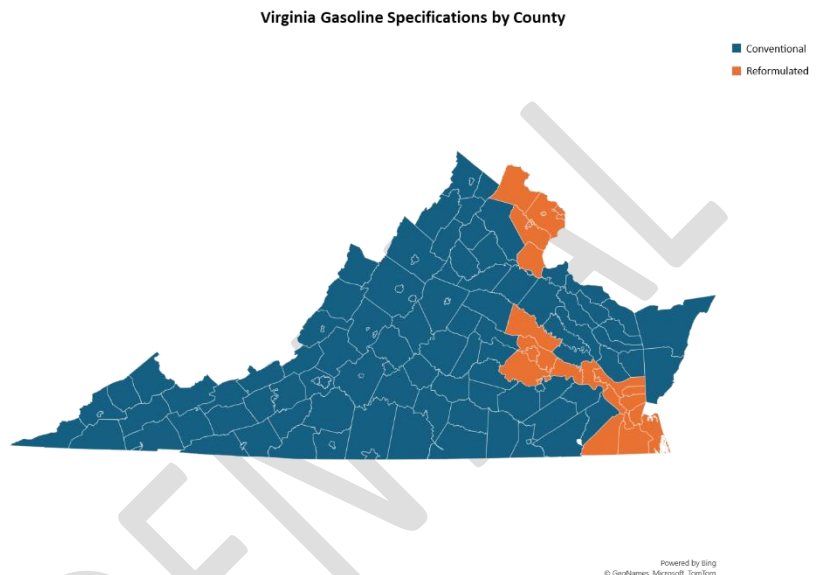 Virginia Gasoline Specifications by County
Conventional
Reformulated
Powered by Bing
© GeoNames, Microsoft, TomTom